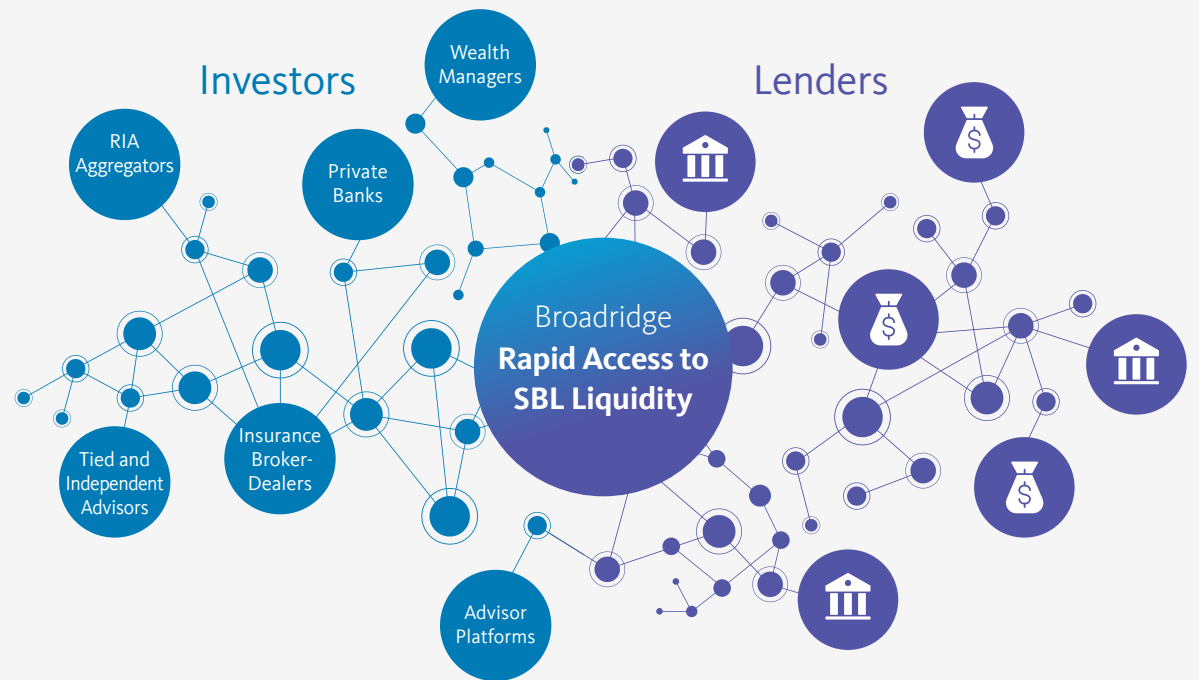 Investors
Lenders
Wealth
Managers
RIA
Aggregators
Private
Banks
$
$
Broadridge
Rapid Access to
SBL Liquidity
Insurance
Broker-
Dealers
Tied and
Independent
Advisors
$
Advisor
Platforms